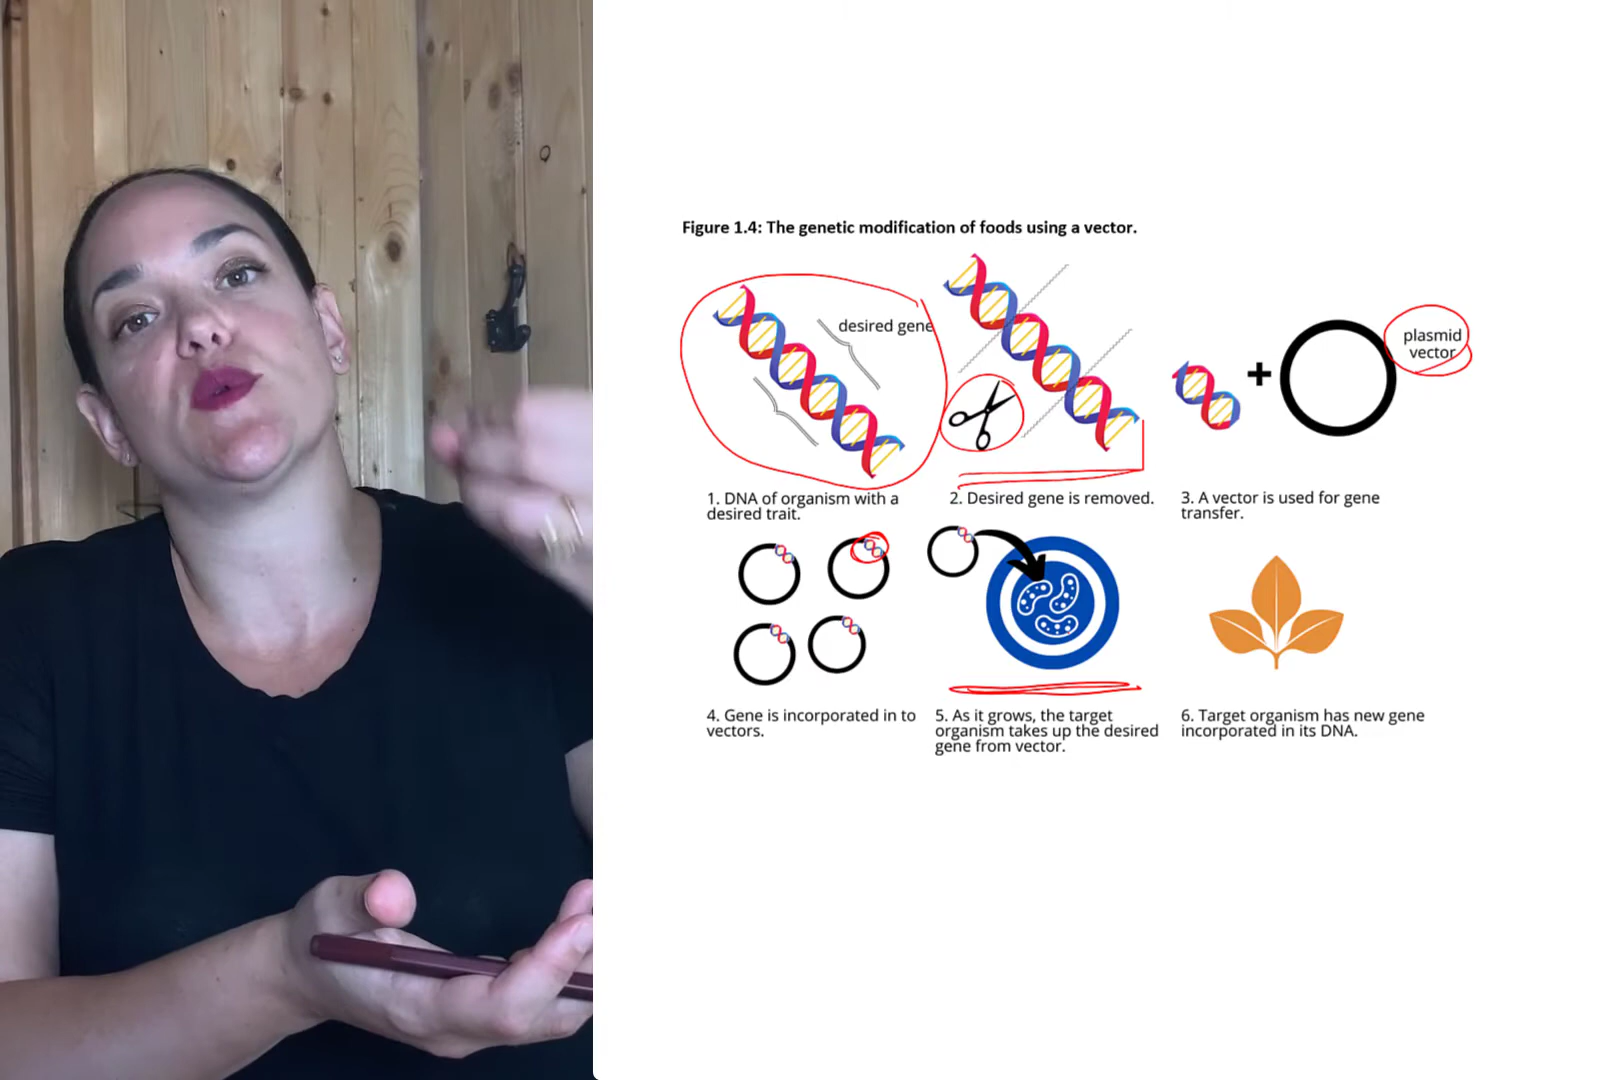 Figure 1.4: The genetic modification of foods using a vector.
desired gene
plasmid
vector
+
1. DNA of organism with a
desired trait.
2. Desired gene is removed.
3. A vector is used for gene
transfer.
4. Gene is incorporated in to
vectors.
5. As it grows, the target
organism takes up the desired
gene from vector.
6. Target organism has new gene
incorporated in its DNA.